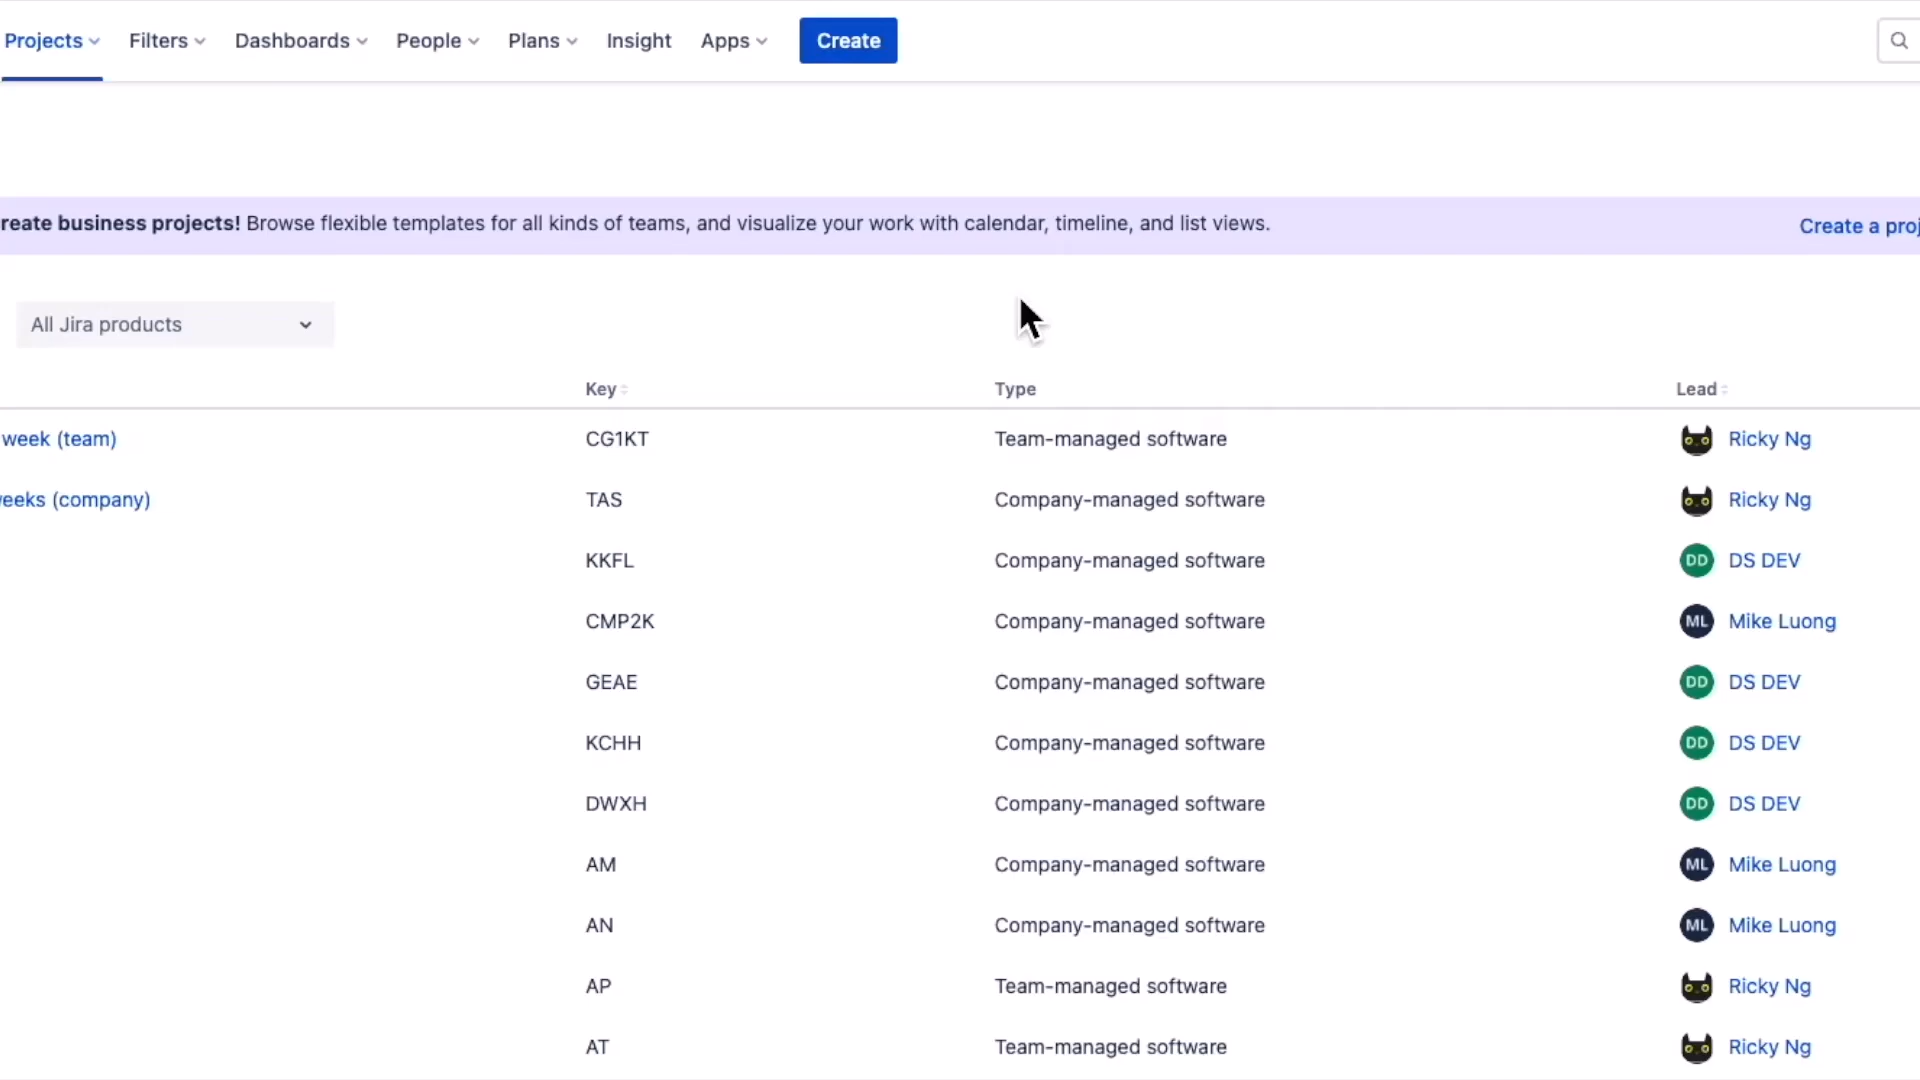 Projects Filters Dashboards People Plans Insight Apps Create
reate business projects! Browse flexible templates for all kinds of teams, and visualize your work with calendar, timeline, and list views. Create a proj
All Jira products
Key Type Lead
week (team) CG1KT Team-managed software Ricky Ng
eeks (company) TAS Company-managed software Ricky Ng
KKFL Company-managed software DD DS DEV
CMP2K Company-managed software ML Mike Luong
GEAE Company-managed software DD DS DEV
KCHH Company-managed software DD DS DEV
DWXH Company-managed software DD DS DEV
AM Company-managed software ML Mike Luong
AN Company-managed software ML Mike Luong
AP Team-managed software Ricky Ng
AT Team-managed software Ricky Ng